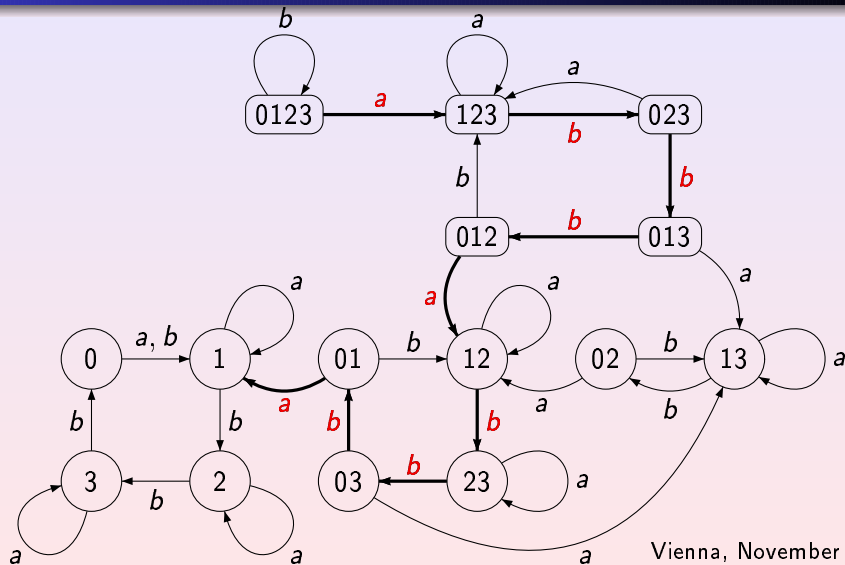 b a
a
0123 a 123 b 023
b b
012 b 013
a a
a a
0 a, b 1 01 b 12 02 b 13 a
a a b
b b b b
3 b 2 03 b 23 a
a a a Vienna, November